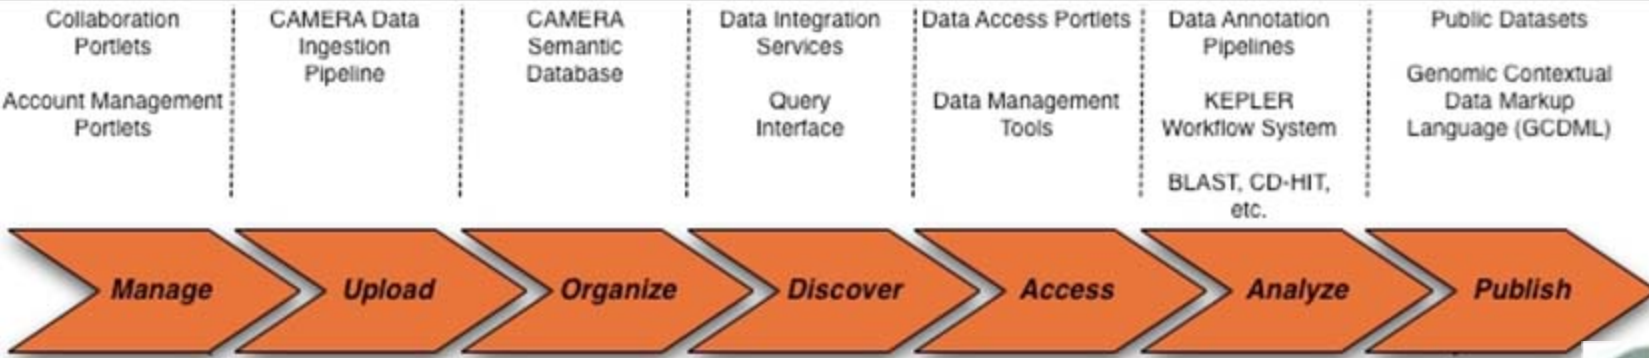 Collaboration
Portlets
Account Management
Portlets
CAMERA Data
Ingestion
Pipeline
CAMERA
Semantic
Database
Data Integration
Services
Query
Interface
Data Access Portlets
Data Management
Tools
Data Annotation
Pipelines
KEPLER
Workflow System
BLAST, CD-HIT,
etc.
Public Datasets
Genomic Contextual
Data Markup
Language (GCDML)
Manage
Upload
Organize
Discover
Access
Analyze
Publish